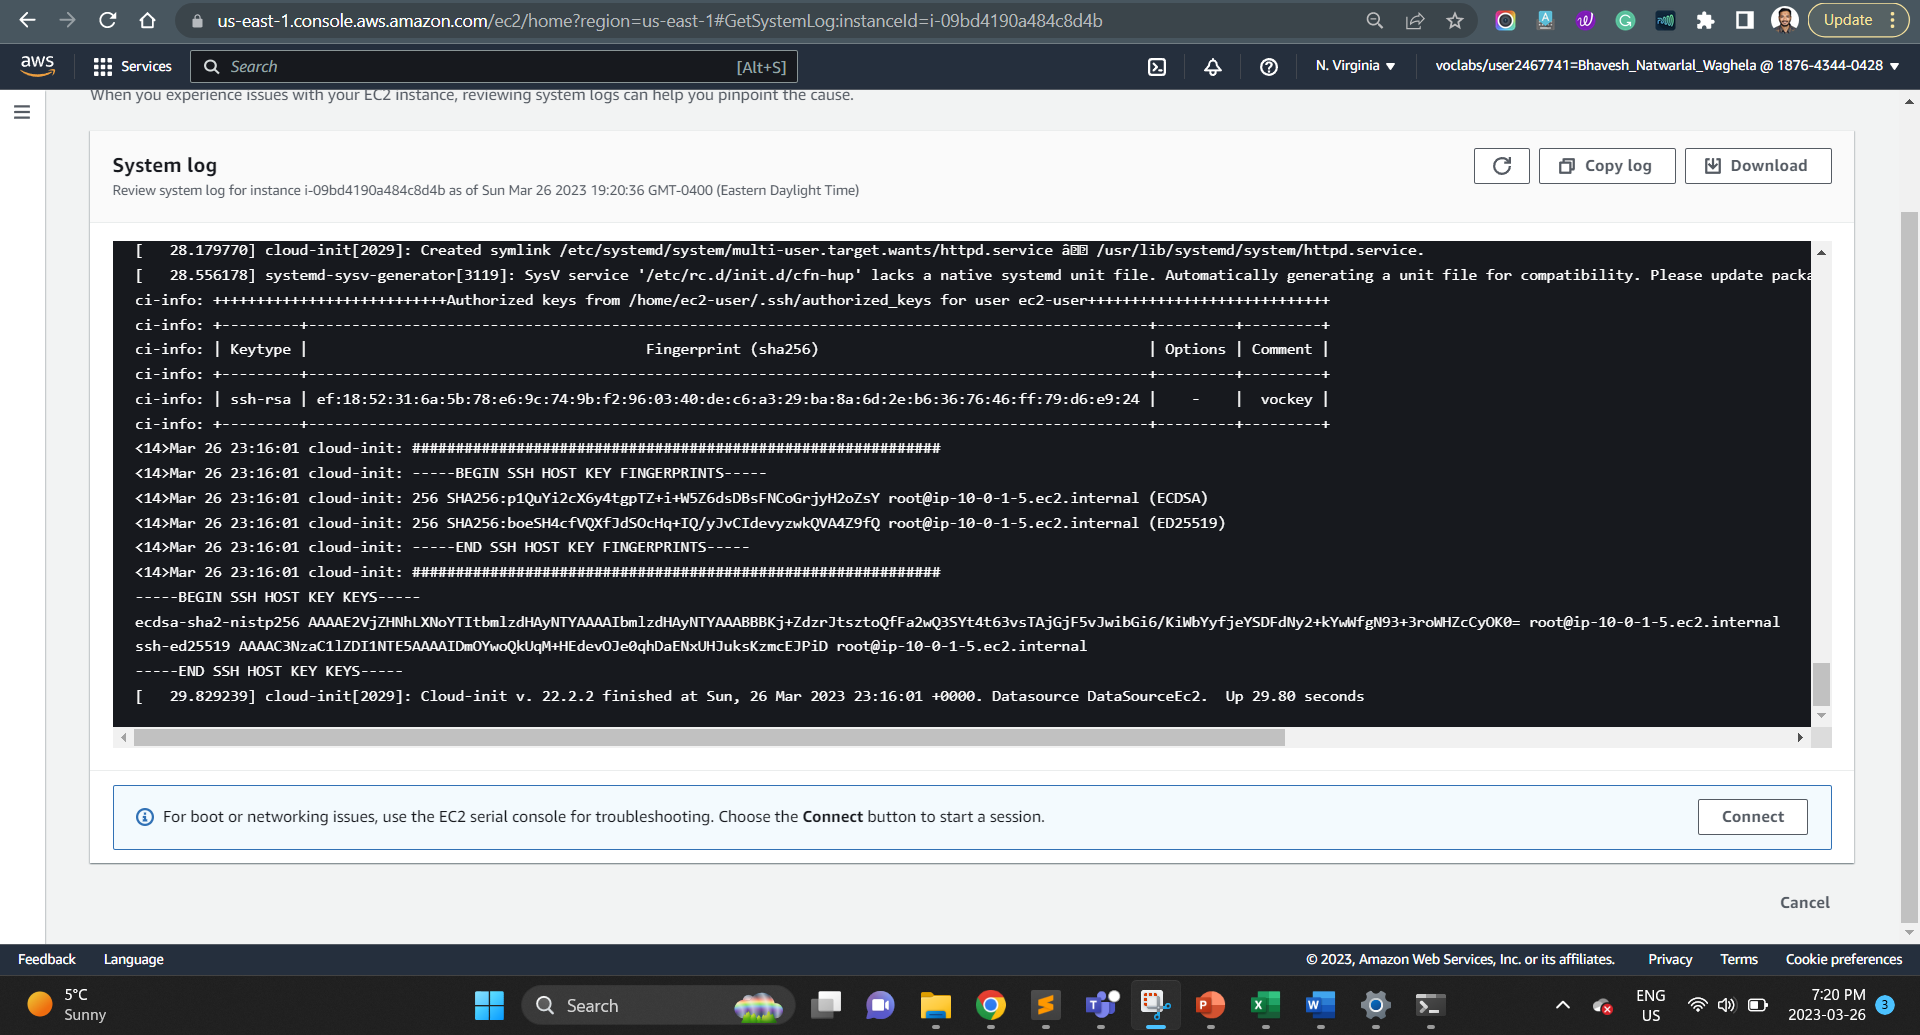 us-east-1.console.aws.amazon.com/ec2/home?region=us-east-1#GetSystemLog:instanceId=i-09bd4190a484c8d4b
Update
aws
Services
Search
[Alt+S]
N. Virginia
voclabs/user2467741=Bhavesh_Natwarlal_Waghela @ 1876-4344-0428
When you experience issues with your EC2 instance, reviewing system logs can help you pinpoint the cause.
System log
Review system log for instance i-09bd4190a484c8d4b as of Sun Mar 26 2023 19:20:36 GMT-0400 (Eastern Daylight Time)
Copy log
Download
[   28.179770] cloud-init[2029]: Created symlink /etc/systemd/system/multi-user.target.wants/httpd.service â /usr/lib/systemd/system/httpd.service.
[   28.556178] systemd-sysv-generator[3119]: SysV service '/etc/rc.d/init.d/cfn-hup' lacks a native systemd unit file. Automatically generating a unit file for compatibility. Please update packa
ci-info: +++++++++++++++++++++++++++Authorized keys from /home/ec2-user/.ssh/authorized_keys for user ec2-user++++++++++++++++++++++++++++
ci-info: +---------+-------------------------------------------------------------------------------------------------+---------+---------+
ci-info: | Keytype |                                       Fingerprint (sha256)                                      | Options | Comment |
ci-info: +---------+-------------------------------------------------------------------------------------------------+---------+---------+
ci-info: | ssh-rsa | ef:18:52:31:6a:5b:78:e6:9c:74:9b:f2:96:03:40:de:c6:a3:29:ba:8a:6d:2e:b6:36:76:46:ff:79:d6:e9:24 |    -    |  vockey |
ci-info: +---------+-------------------------------------------------------------------------------------------------+---------+---------+
<14>Mar 26 23:16:01 cloud-init: #############################################################
<14>Mar 26 23:16:01 cloud-init: -----BEGIN SSH HOST KEY FINGERPRINTS-----
<14>Mar 26 23:16:01 cloud-init: 256 SHA256:p1QuYi2cX6y4tgpTZ+i+W5Z6dsDBsFNCoGrjyH2oZsY root@ip-10-0-1-5.ec2.internal (ECDSA)
<14>Mar 26 23:16:01 cloud-init: 256 SHA256:boeSH4cfVQXfJdSOcHq+IQ/yJvCIdevyzwkQVA4Z9fQ root@ip-10-0-1-5.ec2.internal (ED25519)
<14>Mar 26 23:16:01 cloud-init: -----END SSH HOST KEY FINGERPRINTS-----
<14>Mar 26 23:16:01 cloud-init: #############################################################
-----BEGIN SSH HOST KEY KEYS-----
ecdsa-sha2-nistp256 AAAAE2VjZHNhLXNoYTItbmlzdHAyNTYAAAAIbmlzdHAyNTYAAABBBKj+ZdzrJtsztoQfFa2wQ3SYt4t63vsTAjGjF5vJwibGi6/KiWbYyfjeYSDFdNy2+kYwWfgN93+3roWHZcCyOK0= root@ip-10-0-1-5.ec2.internal
ssh-ed25519 AAAAC3NzaC1lZDI1NTE5AAAAIDmOYwoQkUqM+HEdevOJe0qhDaENxUHJuksKzmcEJPiD root@ip-10-0-1-5.ec2.internal
-----END SSH HOST KEY KEYS-----
[   29.829239] cloud-init[2029]: Cloud-init v. 22.2.2 finished at Sun, 26 Mar 2023 23:16:01 +0000. Datasource DataSourceEc2.  Up 29.80 seconds
For boot or networking issues, use the EC2 serial console for troubleshooting. Choose the Connect button to start a session.
Connect
Cancel
Feedback
Language
© 2023, Amazon Web Services, Inc. or its affiliates.
Privacy
Terms
Cookie preferences
5°C
Sunny
Search
ENG
US
7:20 PM
2023-03-26
3